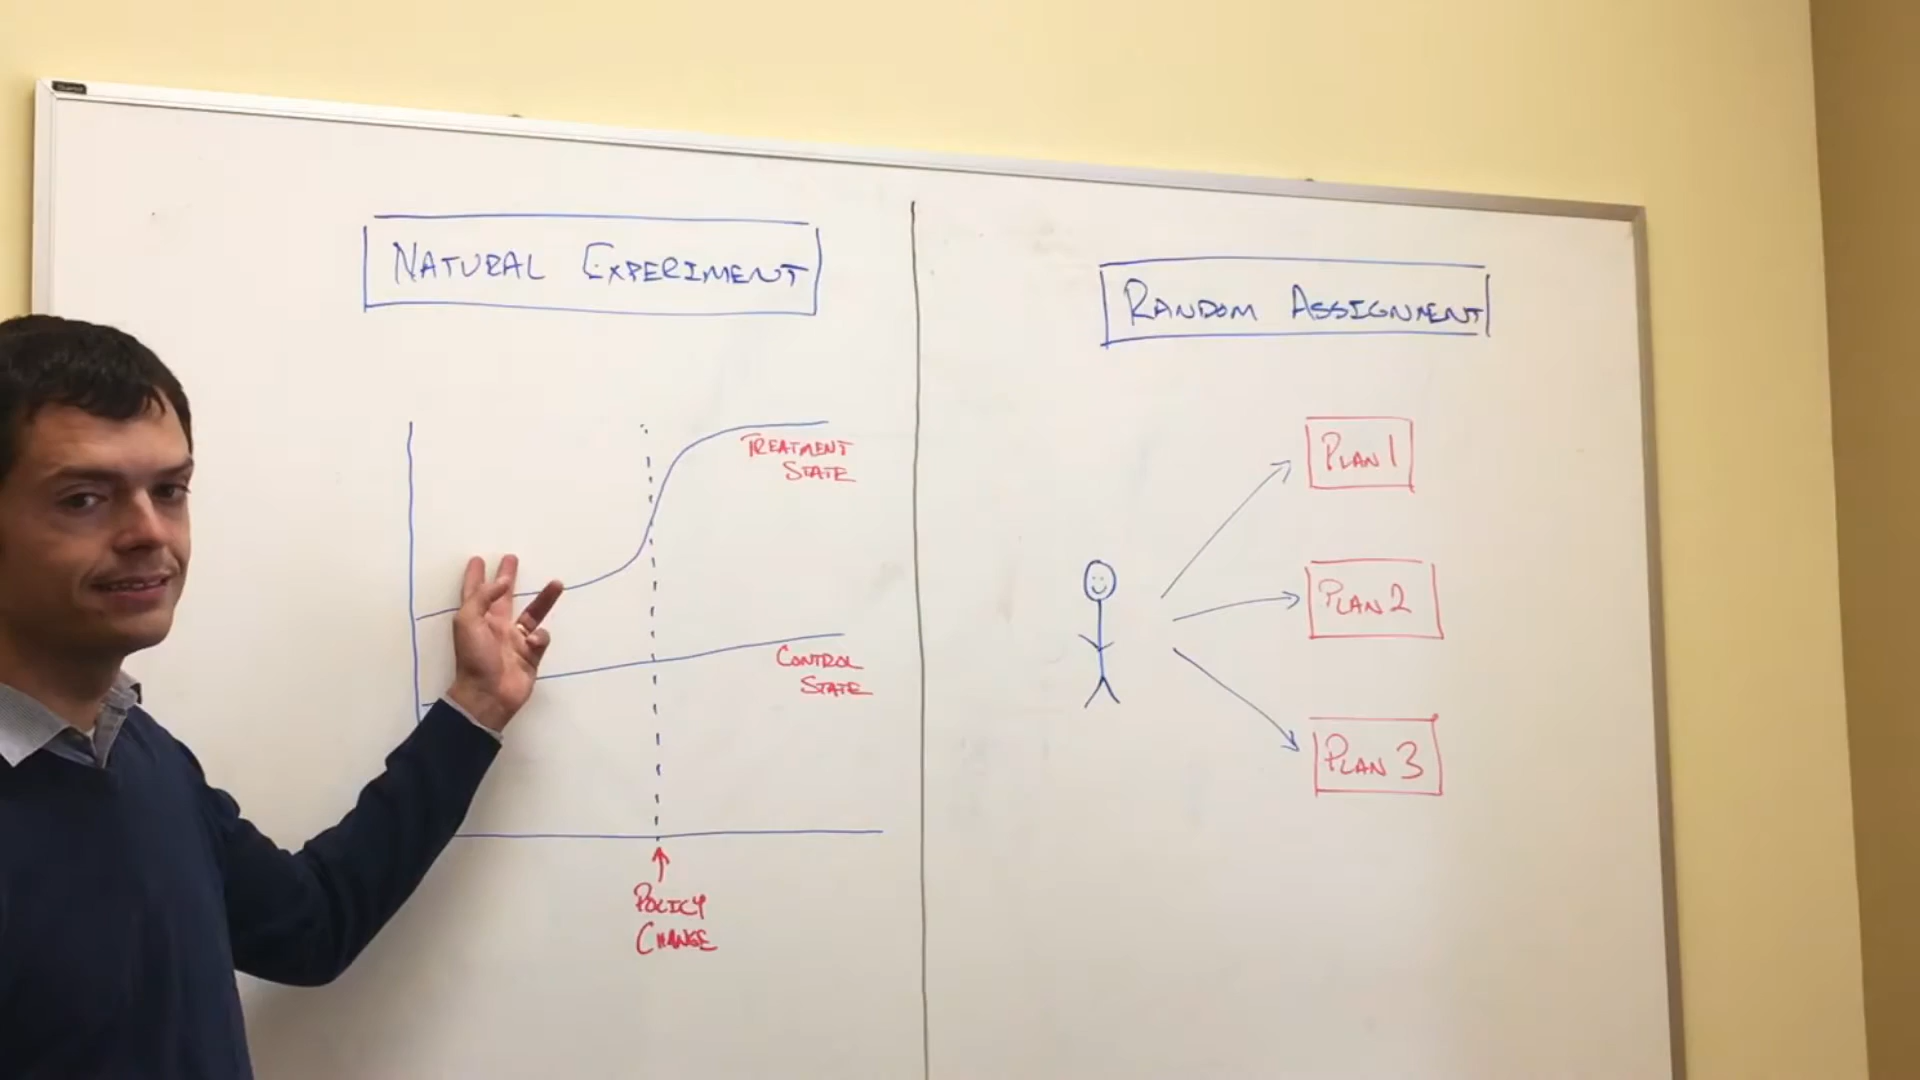 NATURAL EXPERIMENT
TREATMENT
STATE
CONTROL
STATE
POLICY
CHANGE
RANDOM ASSIGNMENT
PLAN 1
PLAN 2
PLAN 3